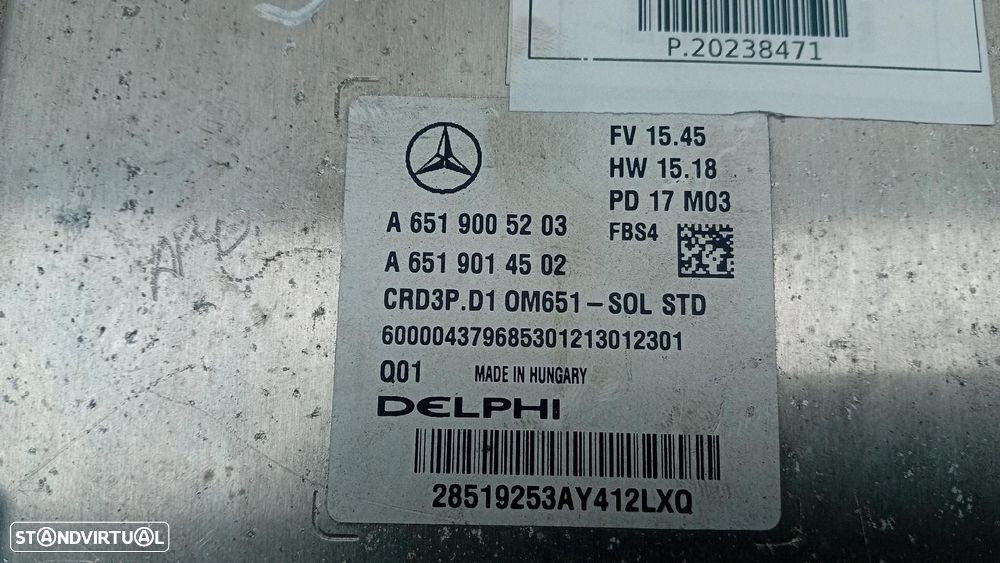 P.20238471
FV 15.45
HW 15.18
PD 17 M03
FBS4
A 651 900 52 03
A 651 901 45 02
CRD3P.D1 OM651-SOL STD
600004379685301213012301
Q01 MADE IN HUNGARY
DELPHI
28519253AY412LXQ
STANDVIRTUAL